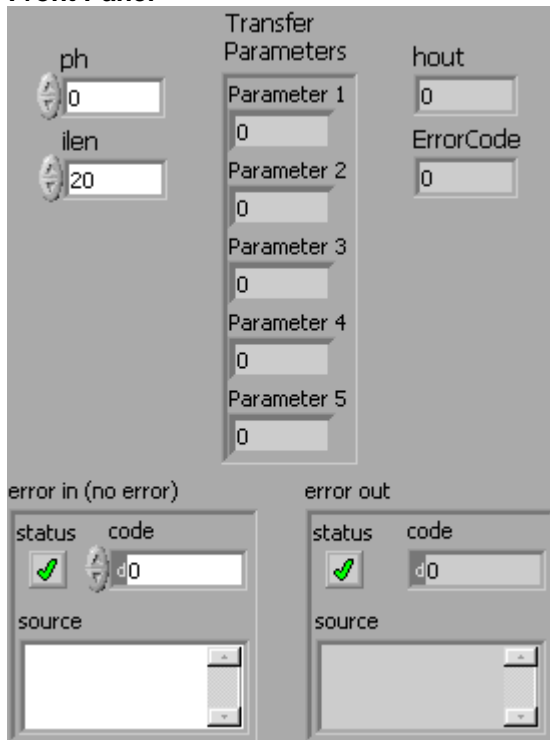 Transfer
Parameters
ph
0
ilen
20
Parameter 1
0
Parameter 2
0
Parameter 3
0
Parameter 4
0
Parameter 5
0
hout
0
ErrorCode
0
error in (no error)
status code
d0
source
error out
status code
d0
source